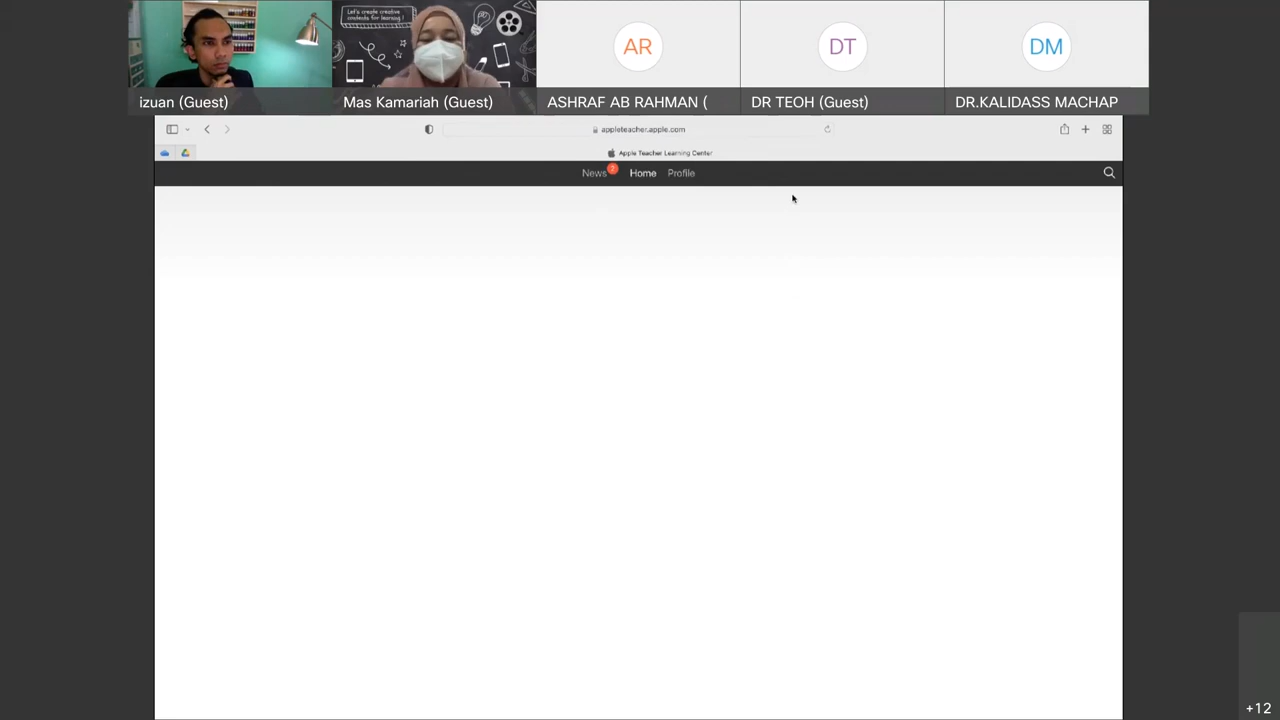 Let's create creative
contents for learning !
AR
DT
DM
izuan (Guest)
Mas Kamariah (Guest)
ASHRAF AB RAHMAN (
DR TEOH (Guest)
DR.KALIDASS MACHAP
appleteacher.apple.com
Apple Teacher Learning Center
News 2 Home Profile
+12